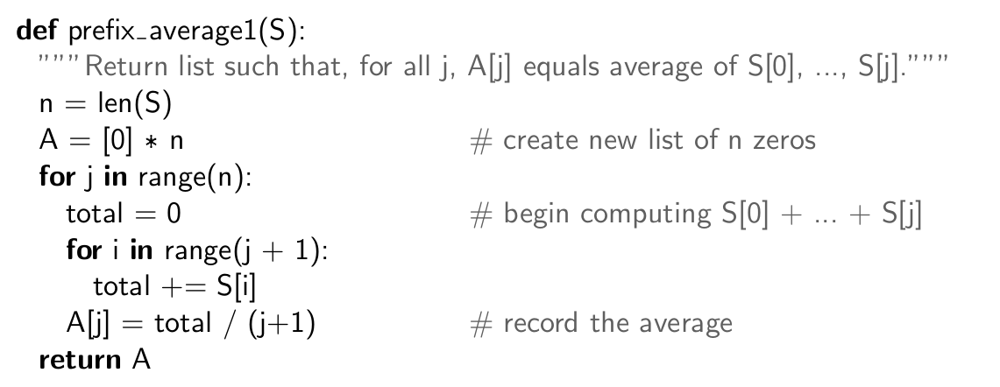 def prefix_average1(S):
"""Return list such that, for all j, A[j] equals average of S[0], ..., S[j]."""
n = len(S)
A = [0] * n # create new list of n zeros
for j in range(n):
total = 0 # begin computing S[0] + ... + S[j]
for i in range(j + 1):
total += S[i]
A[j] = total / (j+1) # record the average
return A